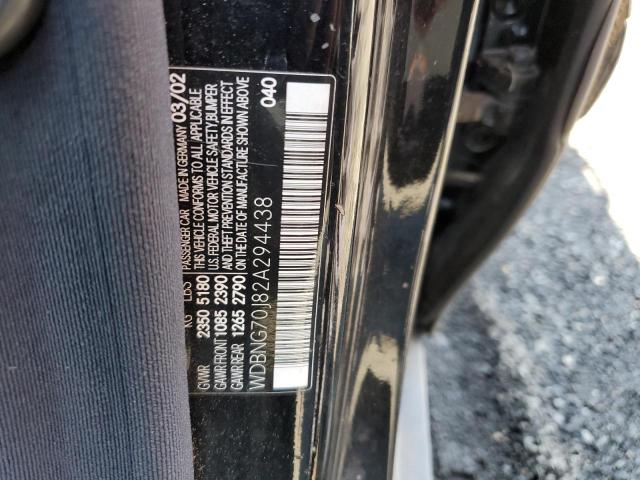 PASSENGER CAR MADE IN GERMANY 03/02
THIS VEHICLE CONFORMS TO ALL APPLICABLE
U.S. FEDERAL MOTOR VEHICLE SAFETY, BUMPER
AND THEFT PREVENTION STANDARDS IN EFFECT
ON THE DATE OF MANUFACTURE SHOWN ABOVE
KG LBS
GVWR 2350 5180
GAWR FRONT 1085 2390
GAWR REAR 1265 2790
040
WDBNG70J82A294438